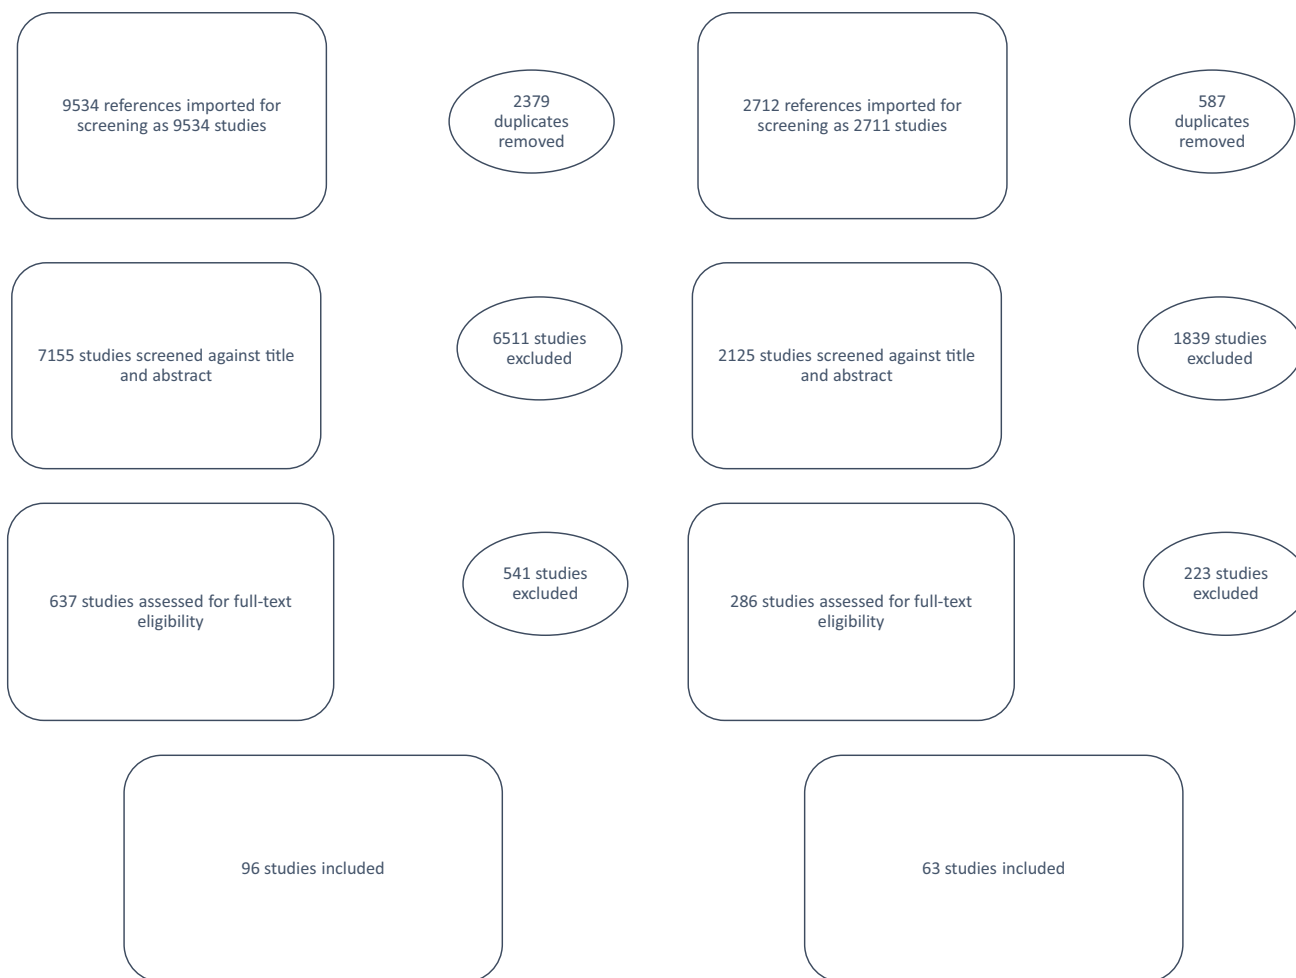 9534 references imported for
screening as 9534 studies
2379
duplicates
removed
2712 references imported for
screening as 2711 studies
587
duplicates
removed
7155 studies screened against title
and abstract
6511 studies
excluded
2125 studies screened against title
and abstract
1839 studies
excluded
637 studies assessed for full-text
eligibility
541 studies
excluded
286 studies assessed for full-text
eligibility
223 studies
excluded
96 studies included
63 studies included